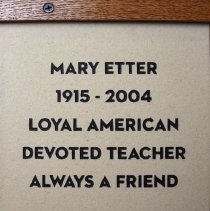 MARY ETTER
1915 - 2004
LOYAL AMERICAN
DEVOTED TEACHER
ALWAYS A FRIEND